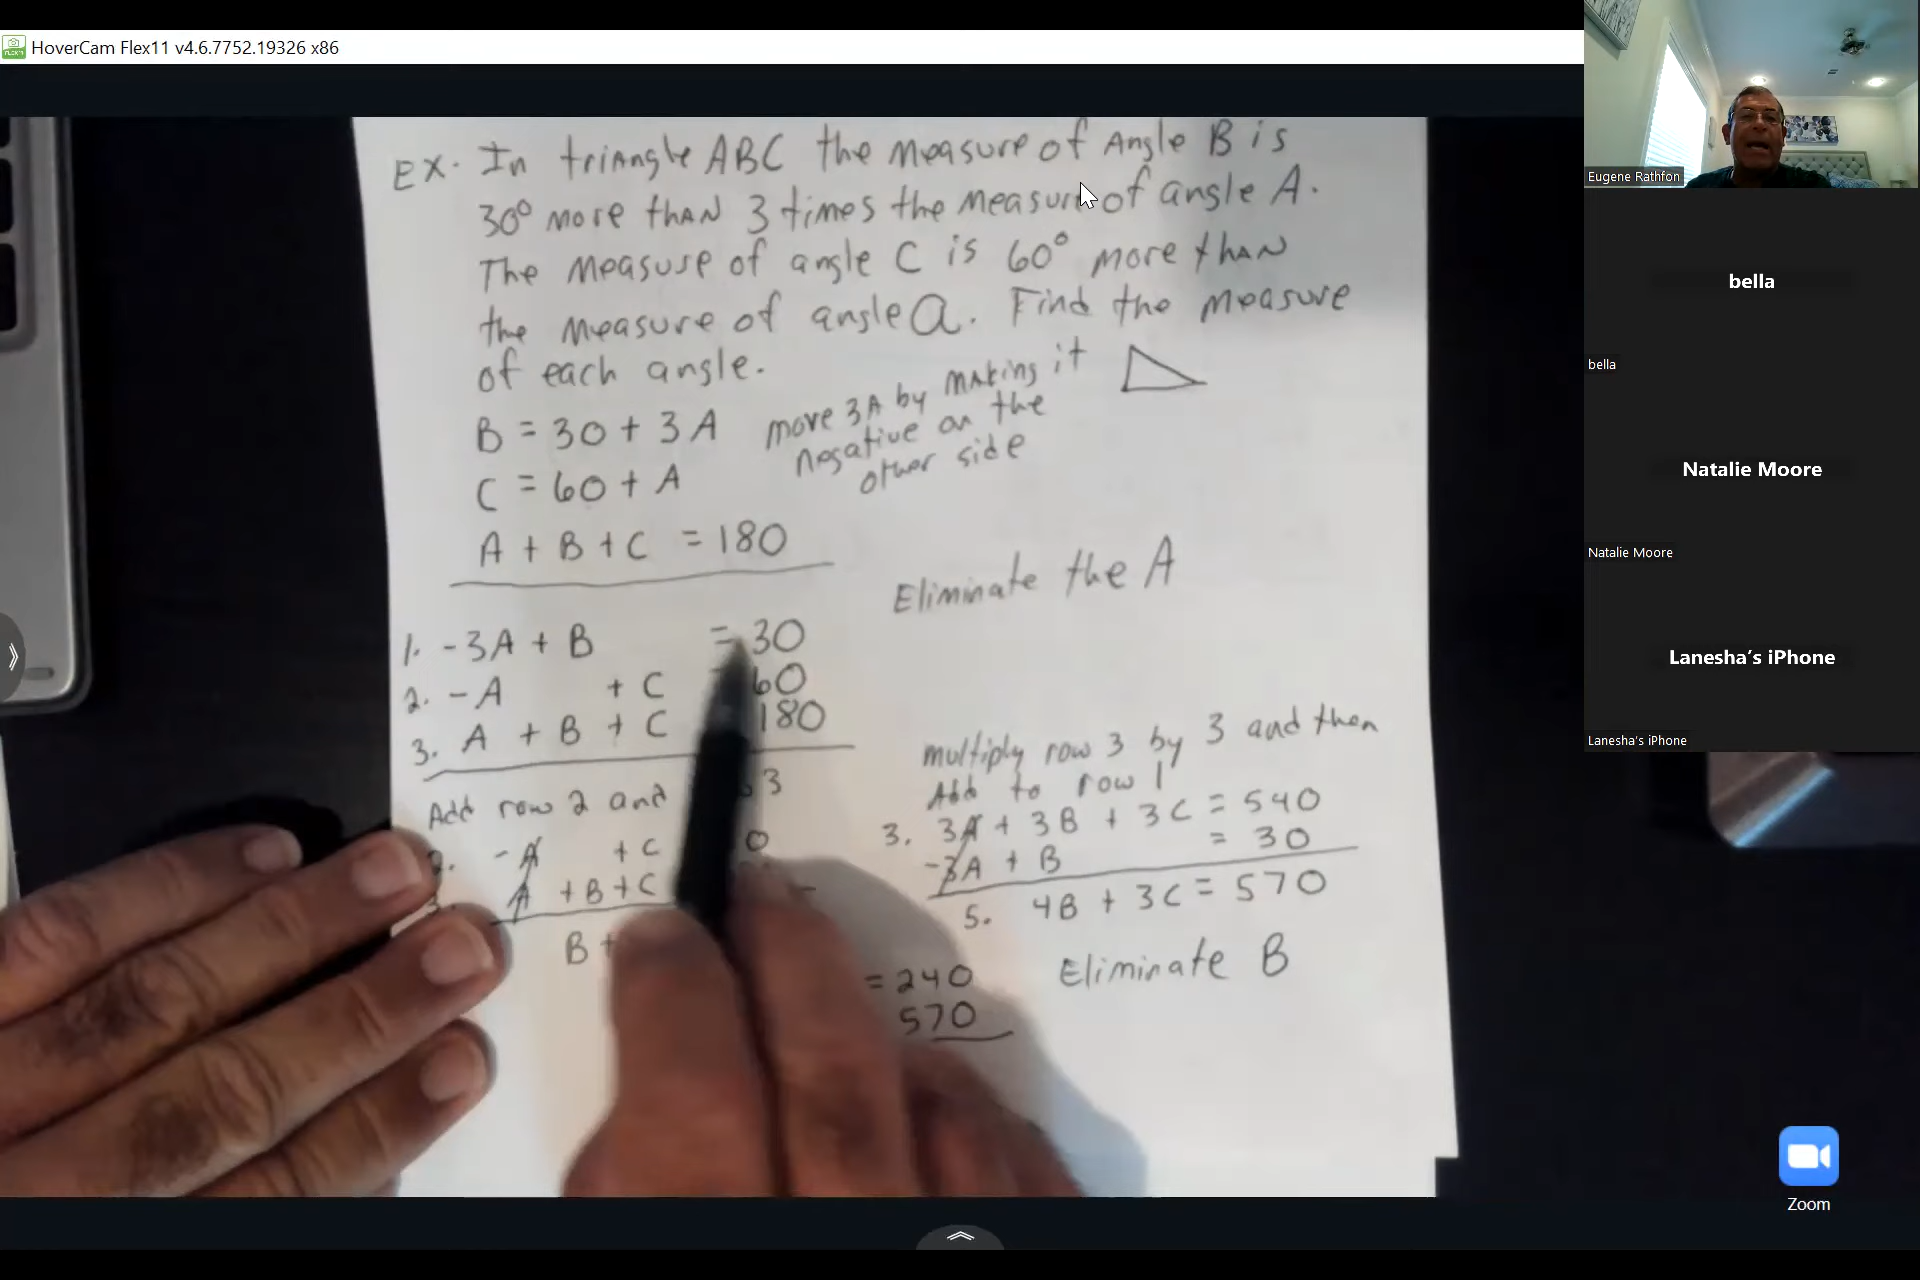 HoverCam Flex11 v4.6.7752.19326 x86
Ex. In triangle ABC the measure of Angle B is
30° more than 3 times the measure of angle A.
The measure of angle C is 60° more than
the measure of angle a. Find the measure
of each angle.
B = 30 + 3A
C = 60 + A
A + B + C = 180
move 3A by making it
negative on the
other side
Eliminate the A
1. -3A + B = 30
2. -A + C 60
3. A + B + C 180
Add row 2 and 3
2. -A + C 0
3. A + B + C
B +
= 240
570
multiply row 3 by 3 and then
Add to row 1
3. 3A + 3B + 3C = 540
-3A + B = 30
5. 4B + 3C = 570
Eliminate B
Eugene Rathfon
bella
bella
Natalie Moore
Natalie Moore
Lanesha's iPhone
Lanesha's iPhone
Zoom